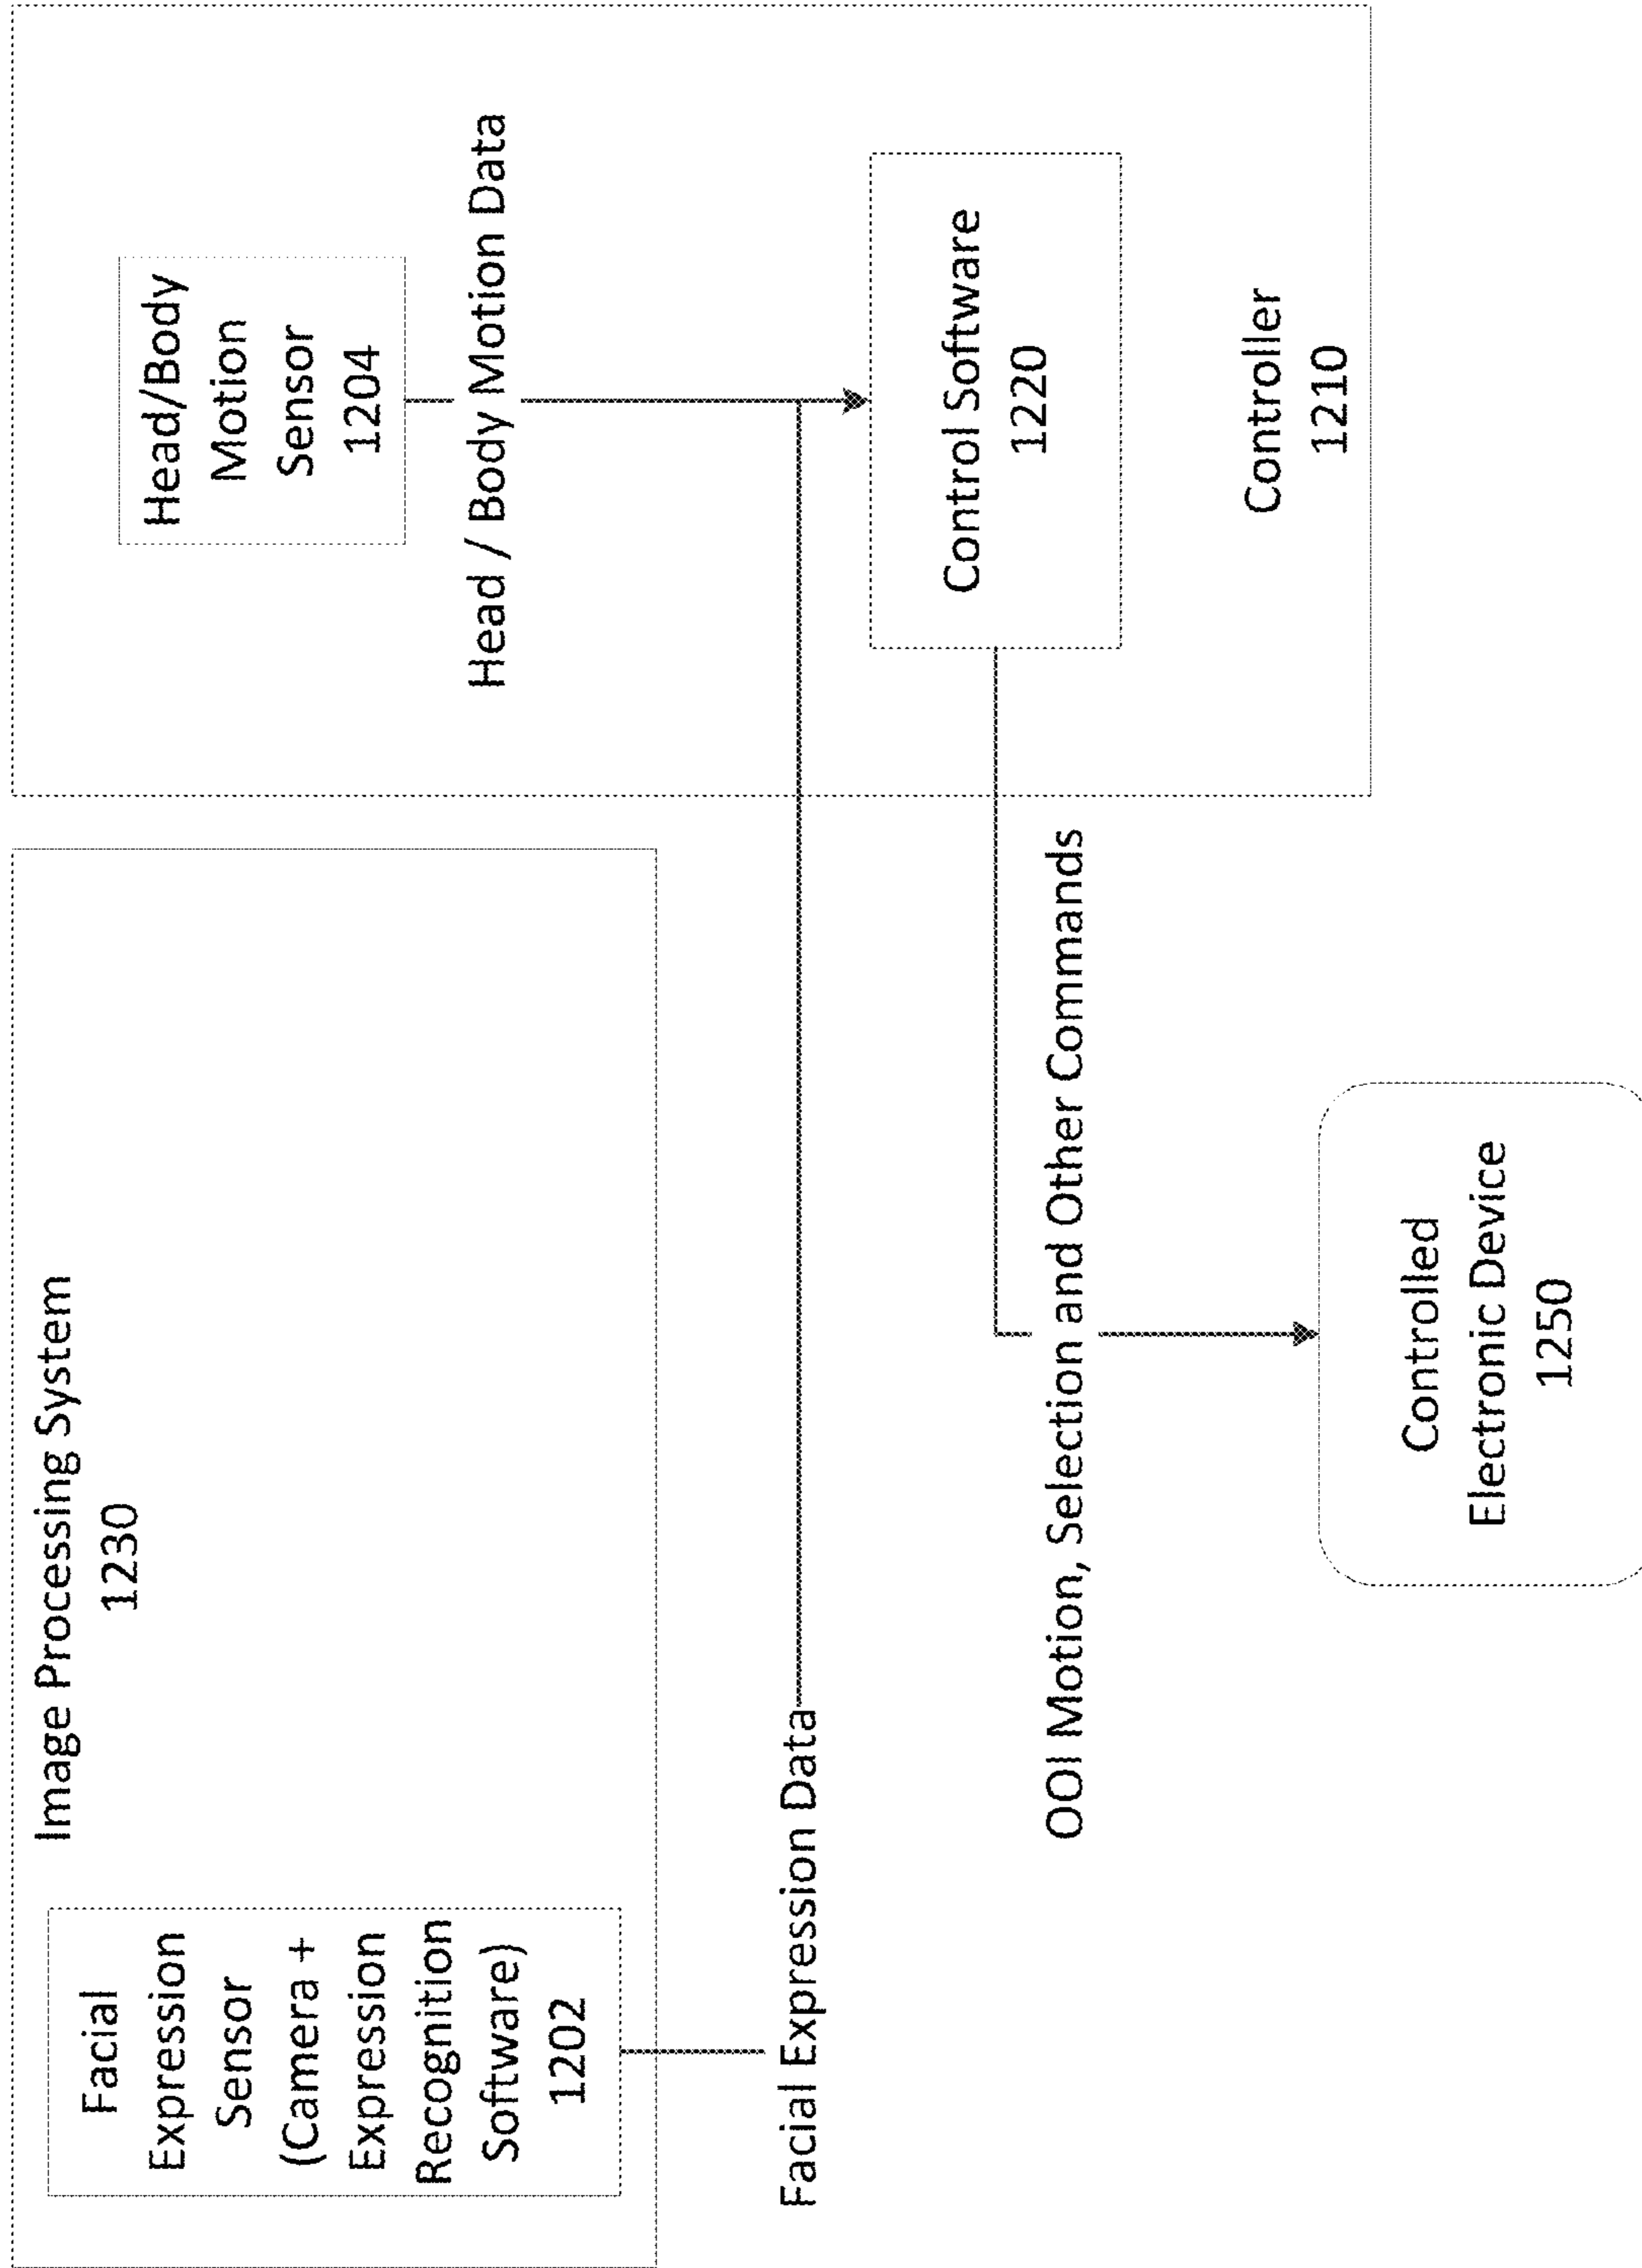 Image Processing System
1230
Facial
Expression
Sensor
(Camera +
Expression
Recognition
Software)
1202
Facial Expression Data
Head/Body
Motion
Sensor
1204
Head / Body Motion Data
Control Software
1220
Controller
1210
OOI Motion, Selection and Other Commands
Controlled
Electronic Device
1250